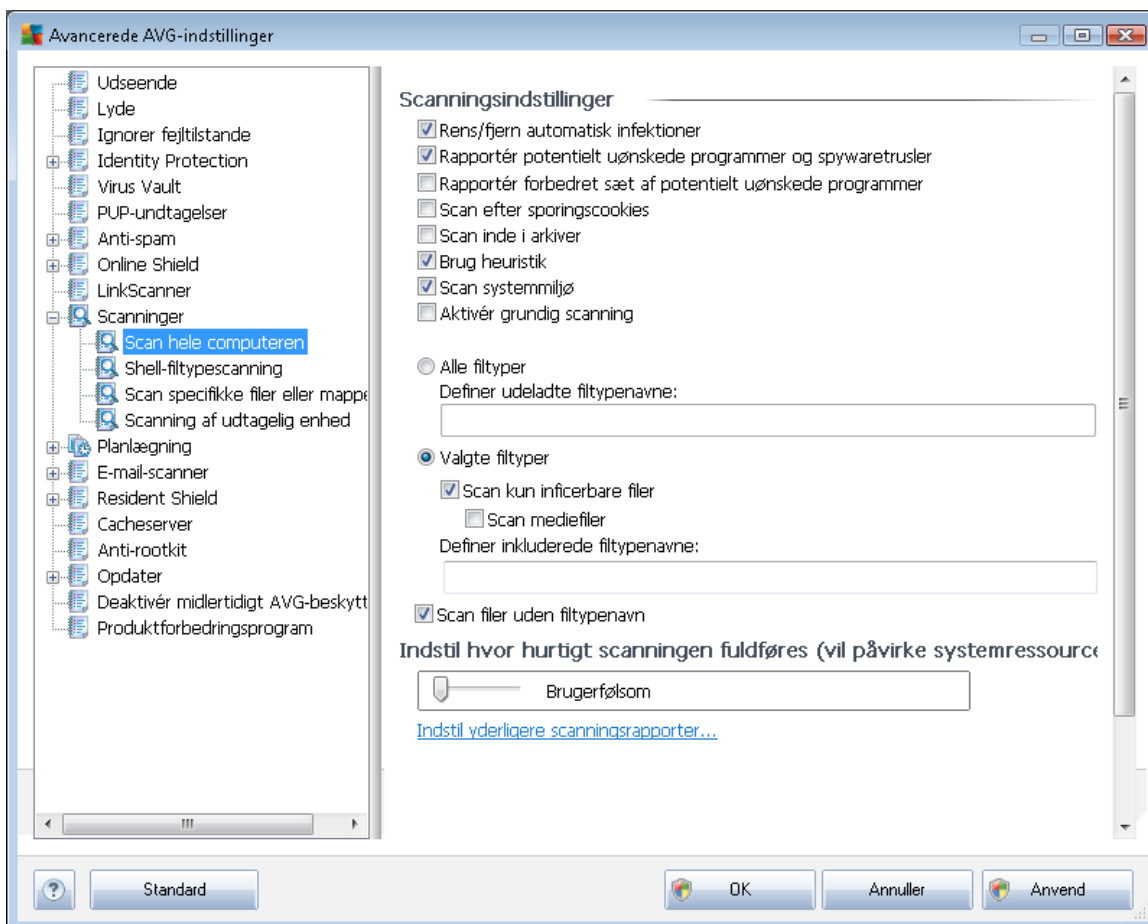 Avancerede AVG-indstillinger
Udseende
Lyde
Ignorer fejltilstande
Identity Protection
Virus Vault
PUP-undtagelser
Anti-spam
Online Shield
LinkScanner
Scanninger
Scan hele computeren
Shell-filtypescanning
Scan specifikke filer eller mappe
Scanning af udtagelig enhed
Planlægning
E-mail-scanner
Resident Shield
Cacheserver
Anti-rootkit
Opdater
Deaktivér midlertidigt AVG-beskytt
Produktforbedringsprogram
Scanningsindstillinger
Rens/fjern automatisk infektioner
Rapportér potentielt uønskede programmer og spywaretrusler
Rapportér forbedret sæt af potentielt uønskede programmer
Scan efter sporingscookies
Scan inde i arkiver
Brug heuristik
Scan systemmiljø
Aktivér grundig scanning
Alle filtyper
Definer udeladte filtypenavne:
Valgte filtyper
Scan kun inficerbare filer
Scan mediefiler
Definer inkluderede filtypenavne:
Scan filer uden filtypenavn
Indstil hvor hurtigt scanningen fuldføres (vil påvirke systemressource
Brugerfølsom
Indstil yderligere scanningsrapporter...
?
Standard
OK
Annuller
Anvend